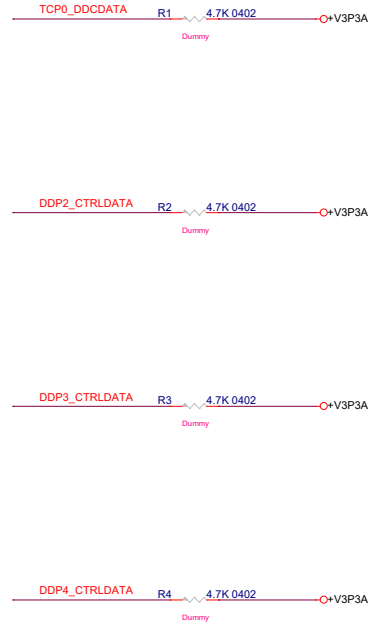 TCP0_DDCDATA R1 4.7K 0402 +V3P3A
Dummy
DDP2_CTRLDATA R2 4.7K 0402 +V3P3A
Dummy
DDP3_CTRLDATA R3 4.7K 0402 +V3P3A
Dummy
DDP4_CTRLDATA R4 4.7K 0402 +V3P3A
Dummy